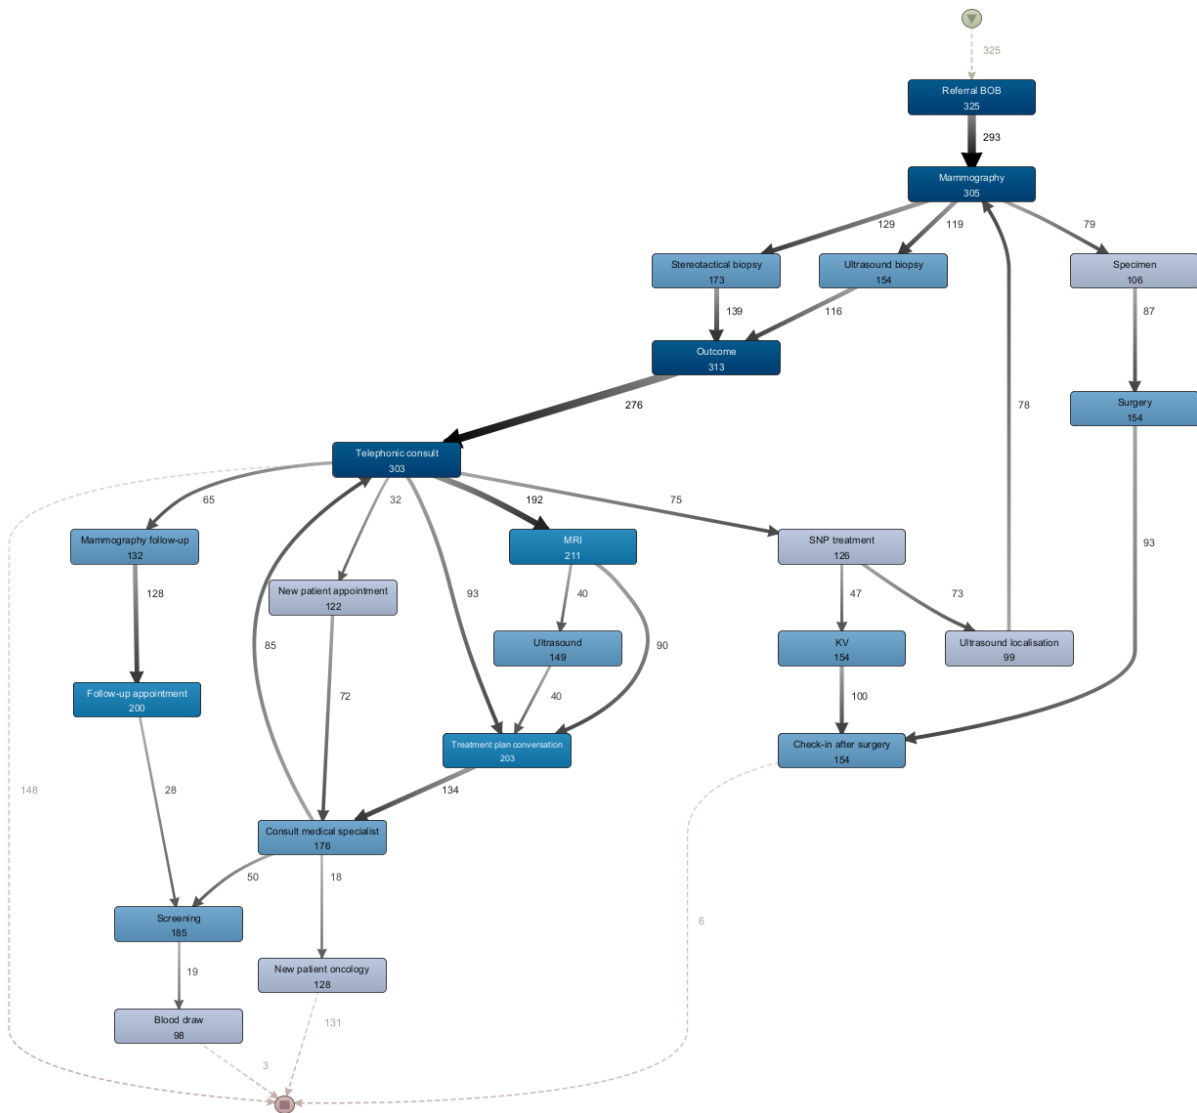 325
Referral BOB
325
293
Mammography
305
129
119
79
Stereotactical biopsy
173
Ultrasound biopsy
154
Specimen
106
139
116
87
Outcome
313
Surgery
154
276
78
Telephonic consult
303
65
32
192
75
Mammography follow-up
132
MRI
211
SNP treatment
126
93
128
New patient appointment
122
93
40
47
73
85
Ultrasound
149
90
KV
154
Ultrasound localisation
99
Follow-up appointment
200
72
40
100
Treatment plan conversation
203
Check-in after surgery
154
148
28
134
Consult medical specialist
176
50
18
Screening
185
6
19
New patient oncology
128
Blood draw
98
131
3